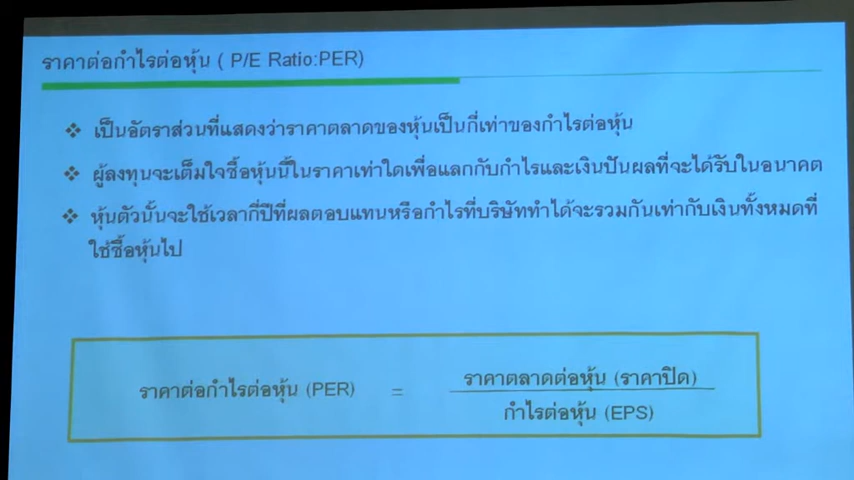 ราคาต่อกำไรต่อหุ้น ( P/E Ratio:PER)
❖ เป็นอัตราส่วนที่แสดงว่าราคาตลาดของหุ้นเป็นกี่เท่าของกำไรต่อหุ้น
❖ ผู้ลงทุนจะเต็มใจซื้อหุ้นนี้ในราคาเท่าใดเพื่อแลกกับกำไรและเงินปันผลที่จะได้รับในอนาคต
❖ หุ้นตัวนั้นจะใช้เวลากี่ปีที่ผลตอบแทนหรือกำไรที่บริษัททำได้จะรวมกันเท่ากับเงินทั้งหมดที่
ใช้ซื้อหุ้นไป
ราคาต่อกำไรต่อหุ้น (PER) = ราคาตลาดต่อหุ้น (ราคาปิด)
กำไรต่อหุ้น (EPS)